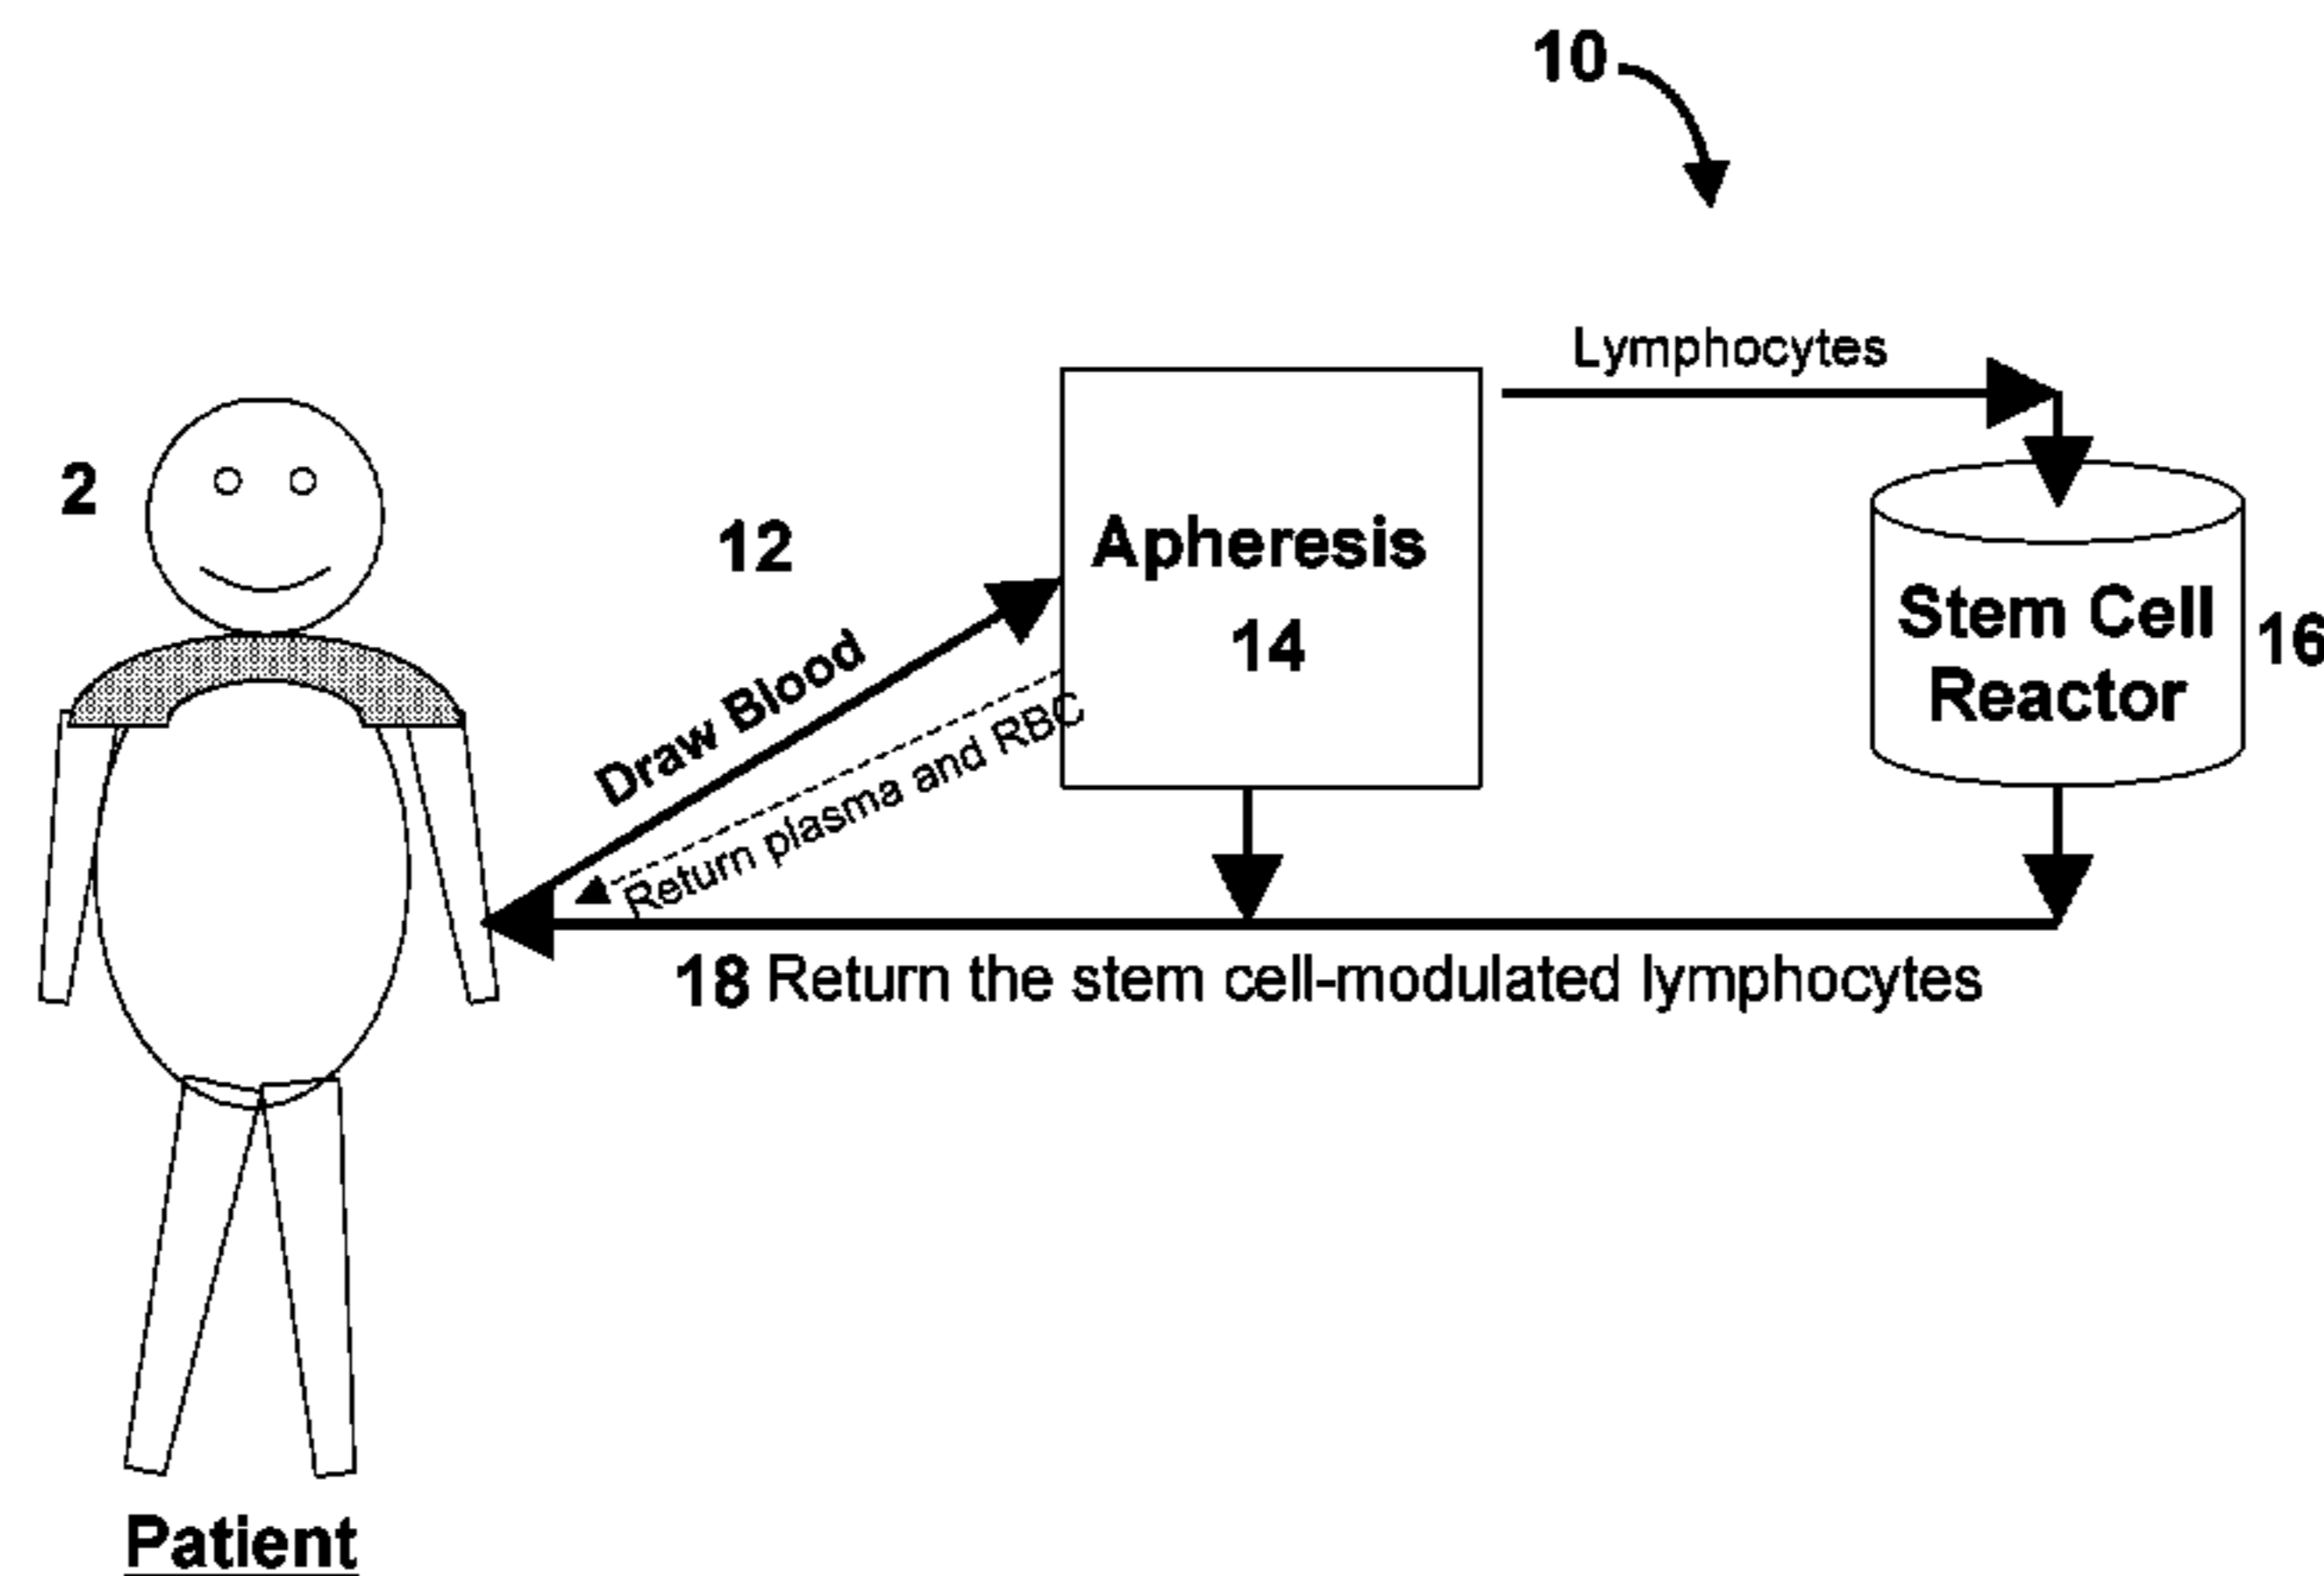 10
Lymphocytes
2
12
Apheresis
14
Stem Cell
Reactor
16
Draw Blood
Return plasma and RBC
18 Return the stem cell-modulated lymphocytes
Patient